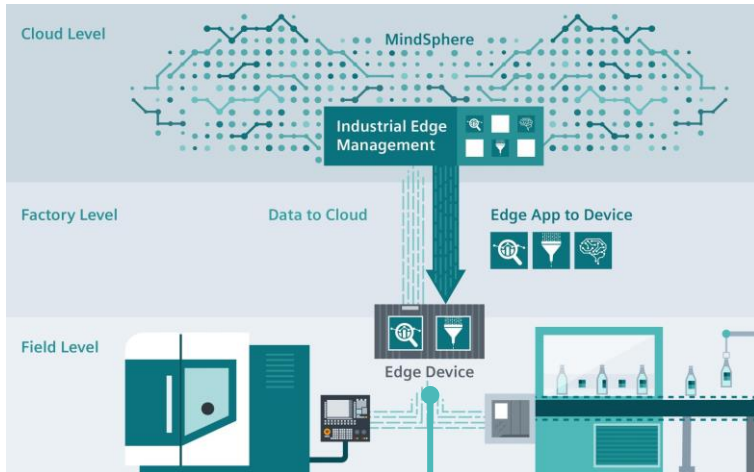 Cloud Level
MindSphere
Industrial Edge
Management
Factory Level
Data to Cloud
Edge App to Device
Field Level
Edge Device